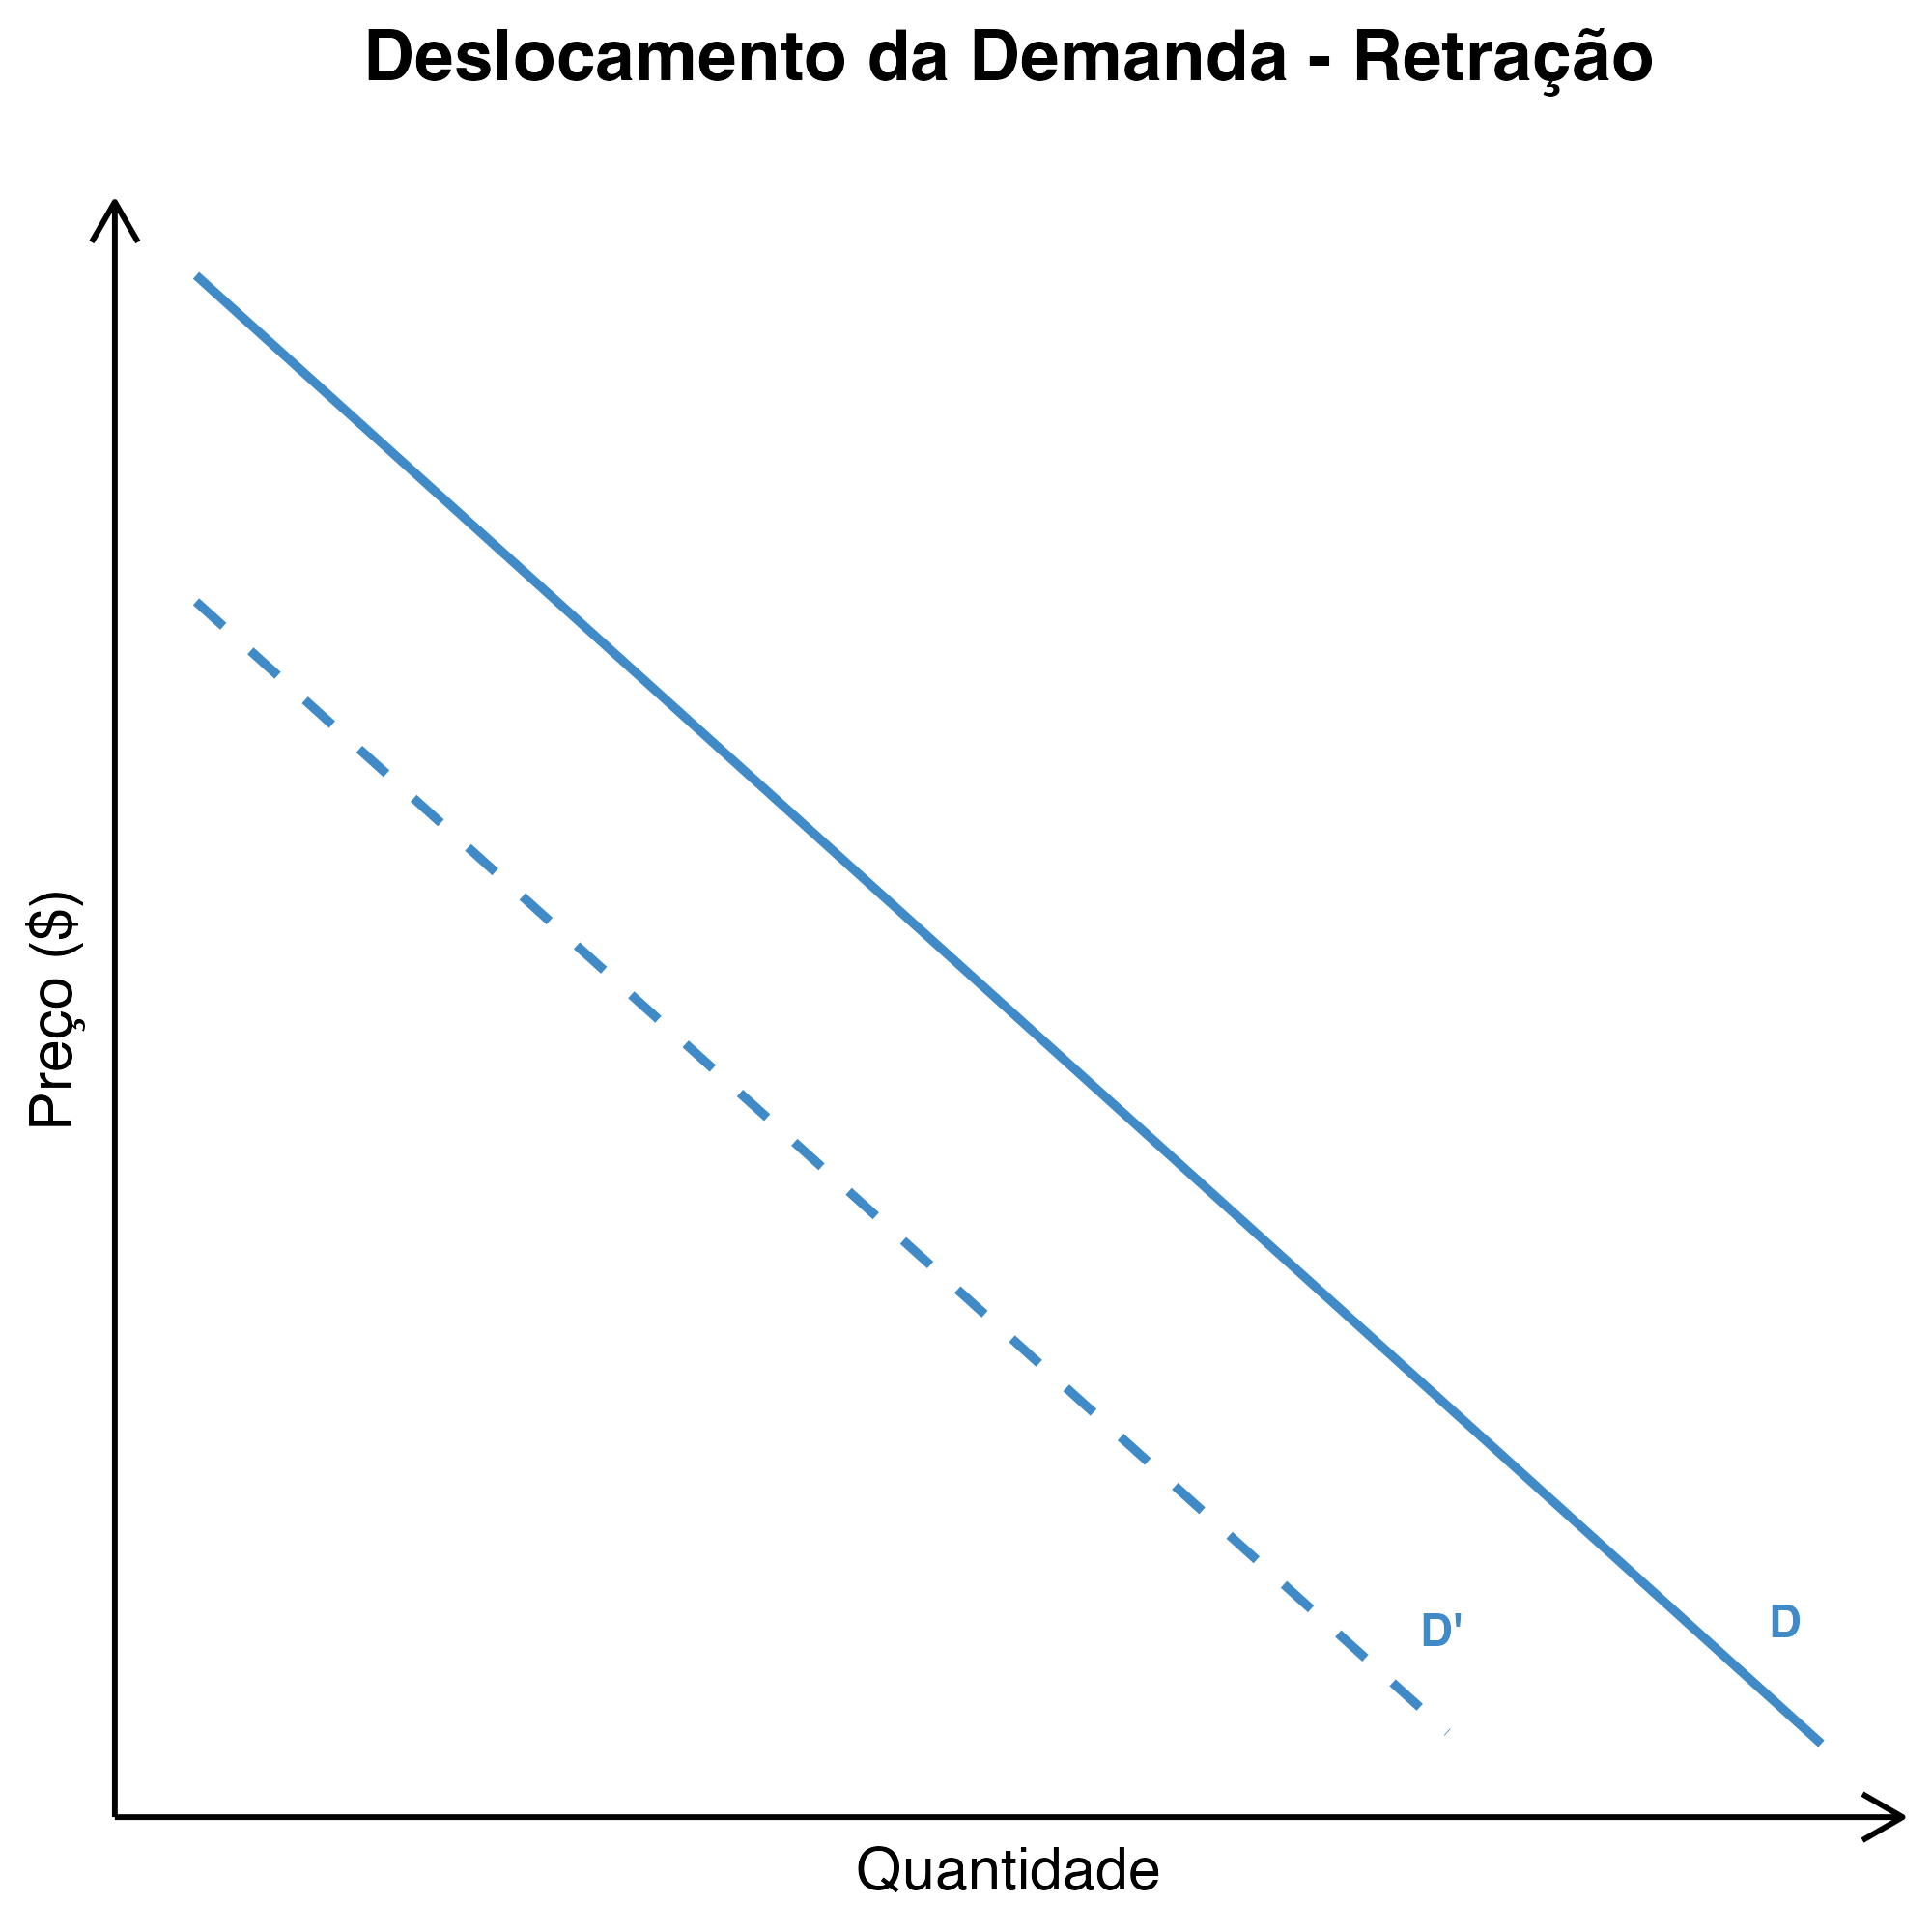 Deslocamento da Demanda - Retração
Preço ($)
D'
D
Quantidade